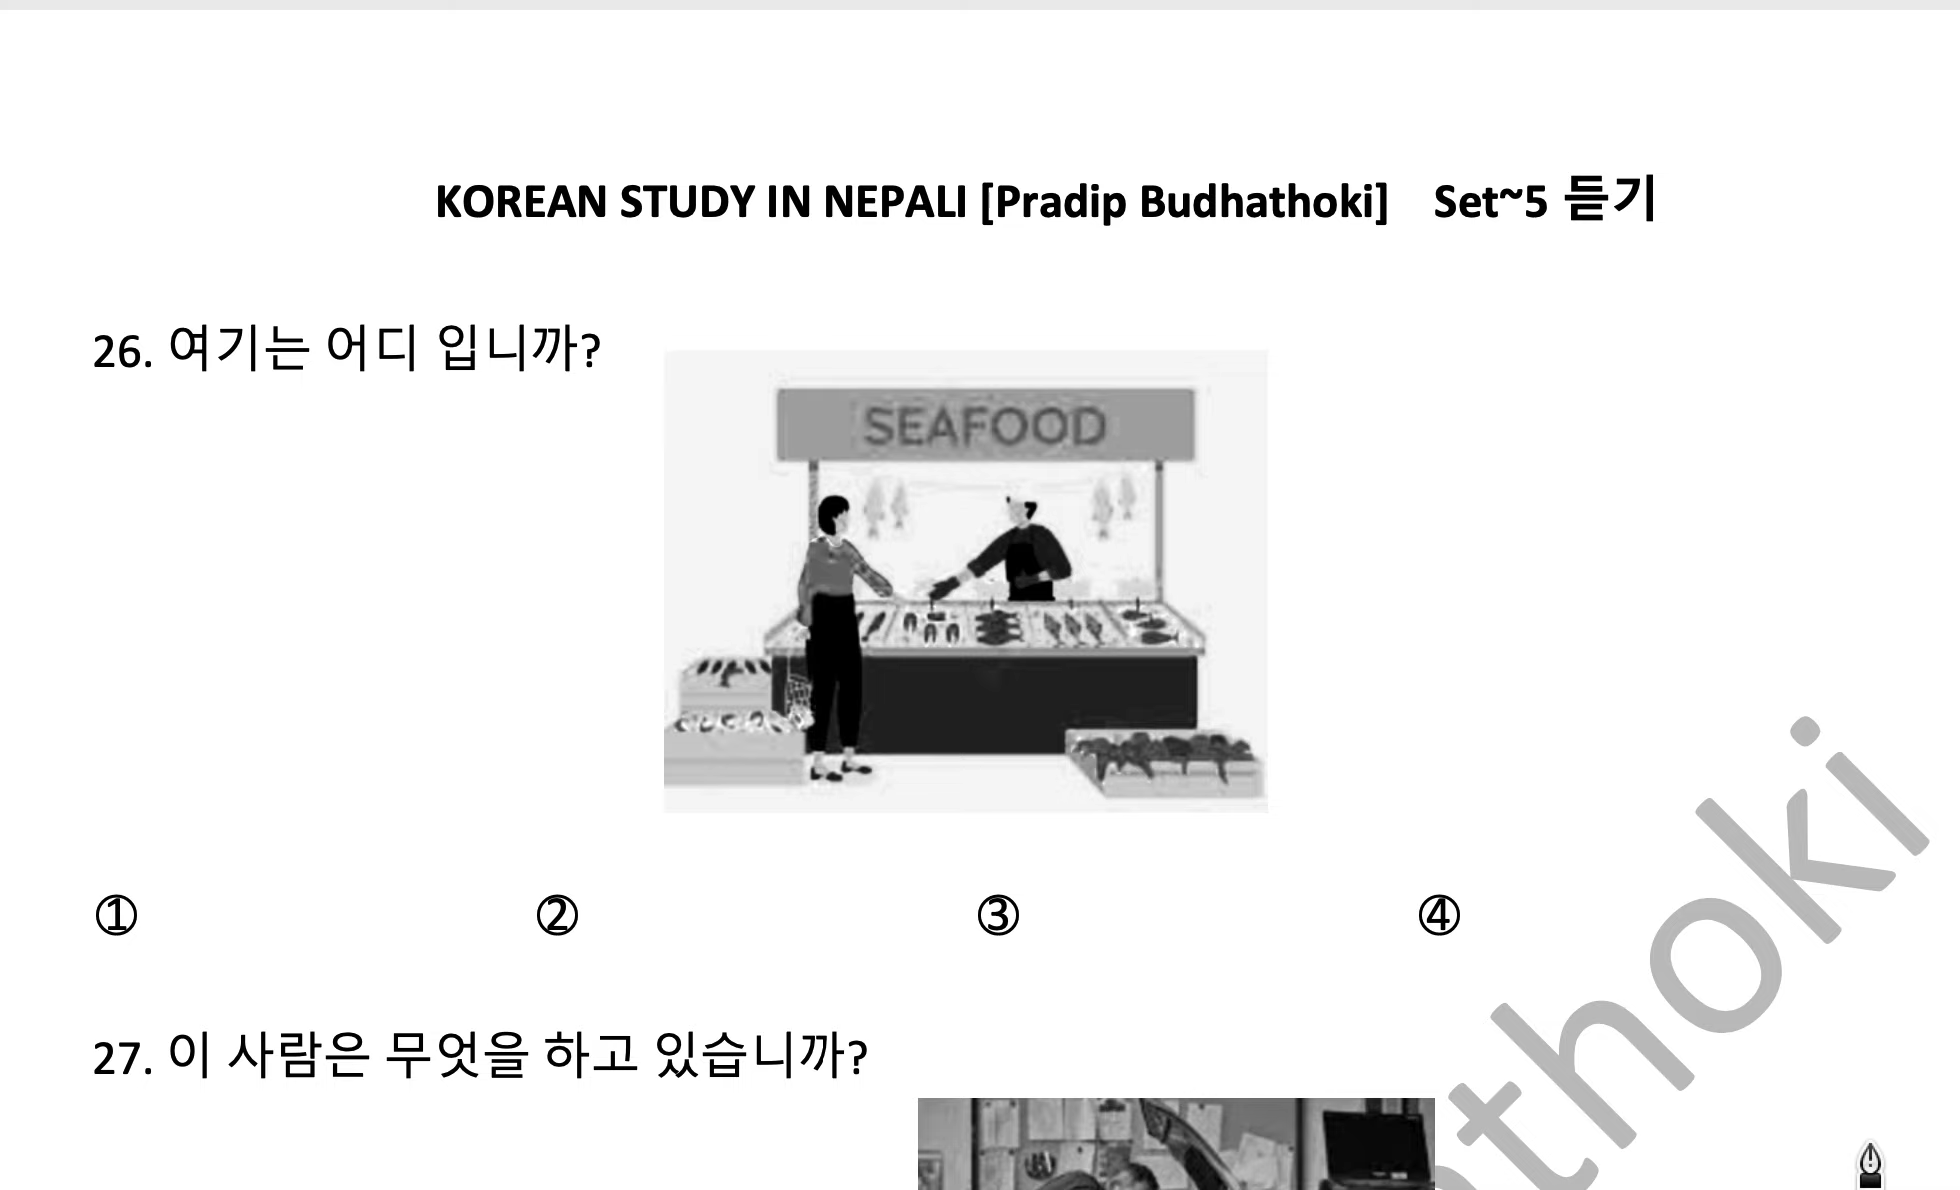 KOREAN STUDY IN NEPALI [Pradip Budhathoki] Set~5 듣기
26. 여기는 어디 입니까?
SEAFOOD
① ② ③ ④
27. 이 사람은 무엇을 하고 있습니까?
thoki